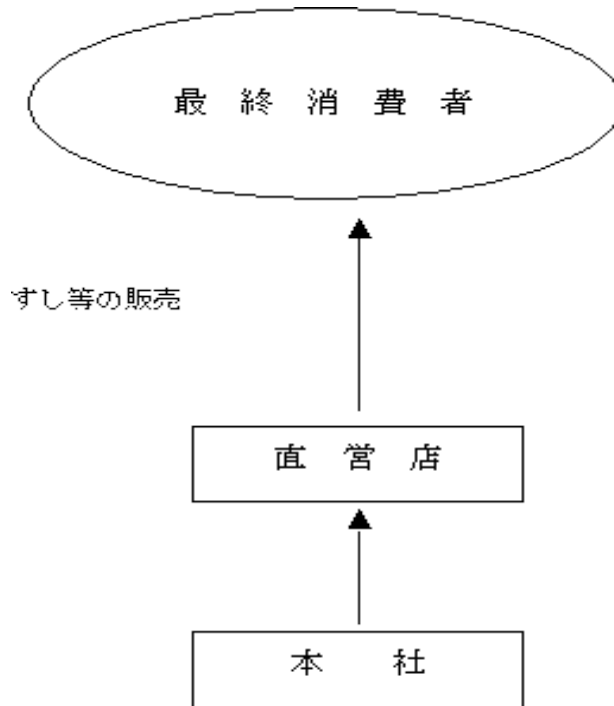 最　終　消　費　者
すし等の販売
直　営　店
本　　社